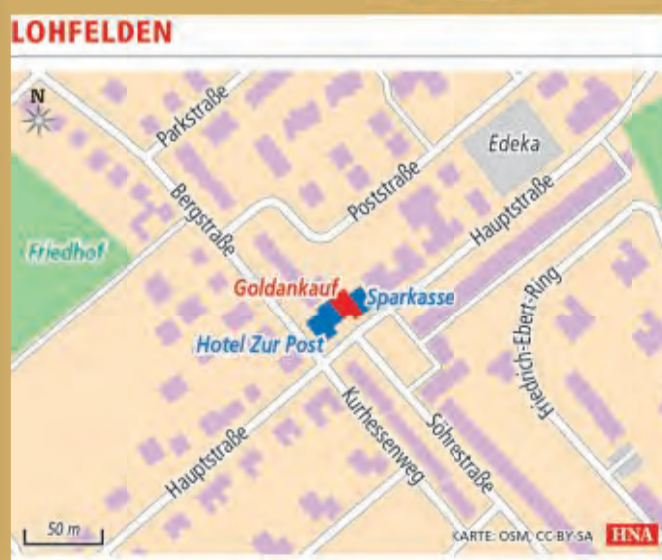 LOHFELDEN
N
Parkstraße
Edeka
Bergstraße
Poststraße
Hauptstraße
Friedhof
Goldankauf
Sparkasse
Hotel Zur Post
Friedrich-Ebert-Ring
Kurhessenweg
Söhrestraße
Hauptstraße
50 m
KARTE: OSM, CC-BY-SA
HNA